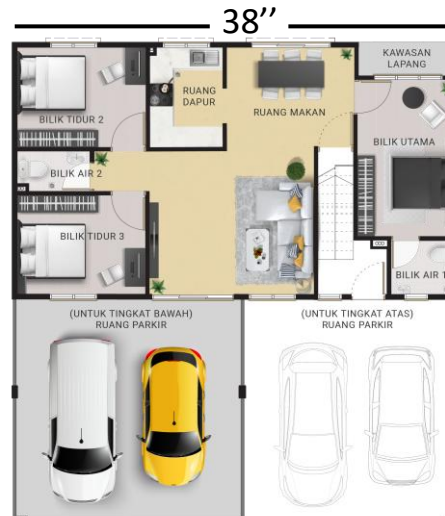 38’’
KAWASAN
LAPANG
RUANG
DAPUR
RUANG MAKAN
BILIK TIDUR 2
BILIK UTAMA
BILIK AIR 2
BILIK TIDUR 3
BILIK AIR 1
(UNTUK TINGKAT BAWAH)
RUANG PARKIR
(UNTUK TINGKAT ATAS)
RUANG PARKIR